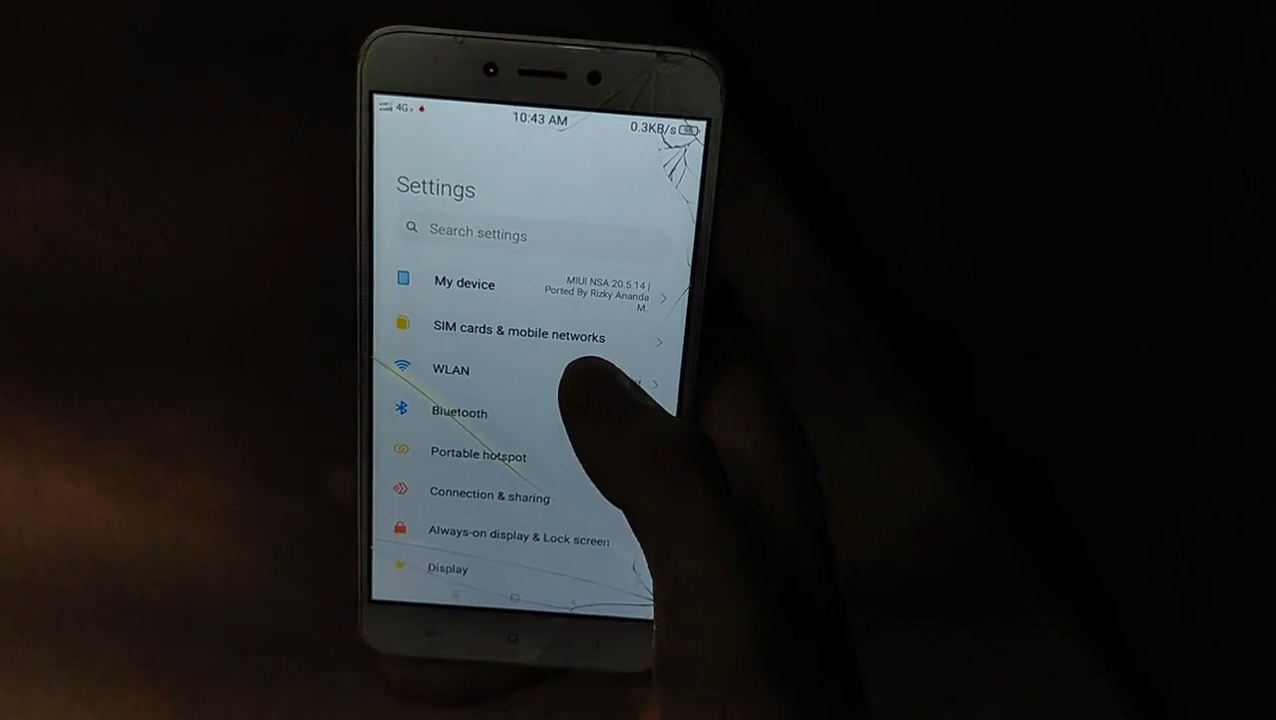 4G
10:43 AM
0.3KB/s
Settings
Search settings
My device
MIUI NSA 20.5.14 |
Ported By Rizky Ananda
M.
SIM cards & mobile networks
WLAN
Bluetooth
Portable hotspot
Connection & sharing
Always-on display & Lock screen
Display